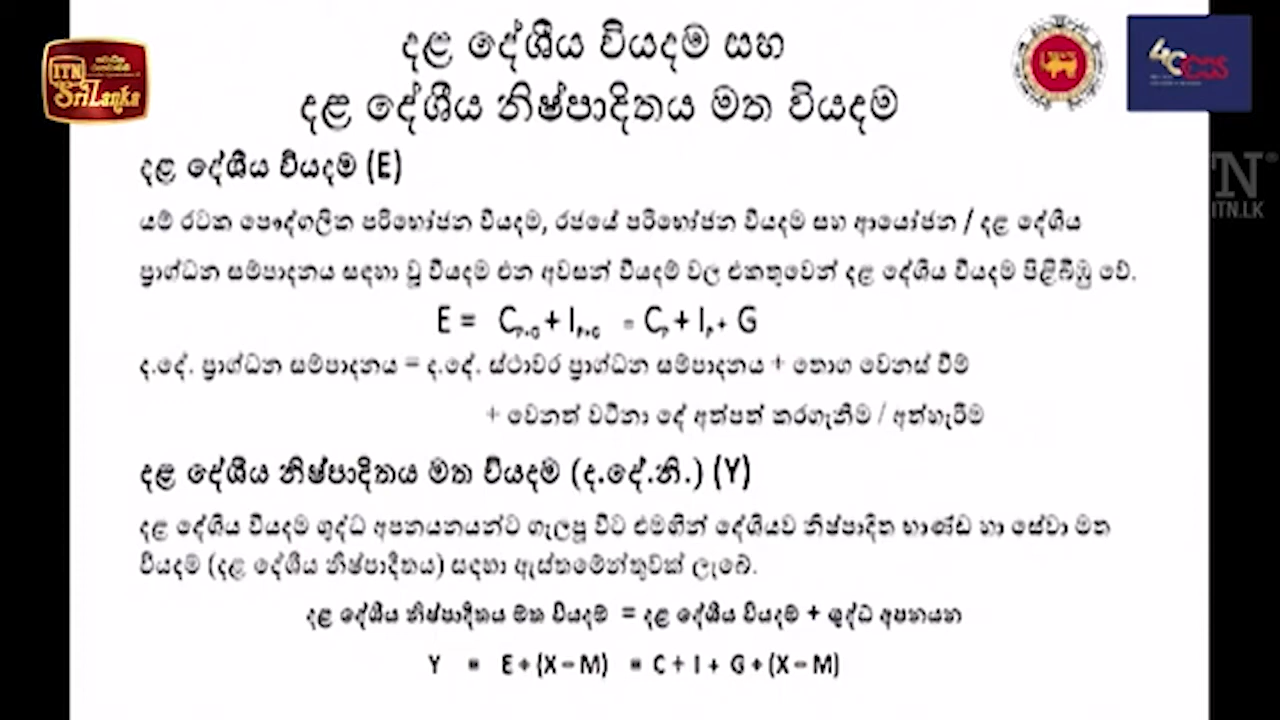 දළ දේශීය වියදම සහ
දළ දේශීය නිෂ්පාදිතය මත වියදම
ITN
Sri Lanka
TN
ITN.LK
දළ දේශීය වියදම (E)
යම් රටක පෞද්ගලික පරිභෝජන වියදම, රජයේ පරිභෝජන වියදම සහ ආයෝජන / දළ දේශීය
ප්‍රාග්ධන සම්පාදනය සඳහා වූ වියදම එන අවසන් වියදම් වල එකතුවෙන් දළ දේශීය වියදම පිළිබිඹු වේ.
E = Cₚ₊G + Iₚ₊G = Cₚ + Iₚ + G
ද.දේ. ප්‍රාග්ධන සම්පාදනය = ද.දේ. ස්ථාවර ප්‍රාග්ධන සම්පාදනය + තොග වෙනස් වීම්
+ වෙනත් වටිනා දේ අත්පත් කරගැනීම / අත්හැරීම
දළ දේශීය නිෂ්පාදිතය මත වියදම (ද.දේ.නි.) (Y)
දළ දේශීය වියදම ශුද්ධ අපනයනයන්ට ගැලපූ විට එමගින් දේශීයව නිෂ්පාදිත භාණ්ඩ හා සේවා මත
වියදම (දළ දේශීය නිෂ්පාදිතය) සඳහා ඇස්තමේන්තුවක් ලැබේ.
දළ දේශීය නිෂ්පාදිතය මත වියදම් = දළ දේශීය වියදම් + ශුද්ධ අපනයන
Y = E + (X – M) = C + I + G + (X – M)